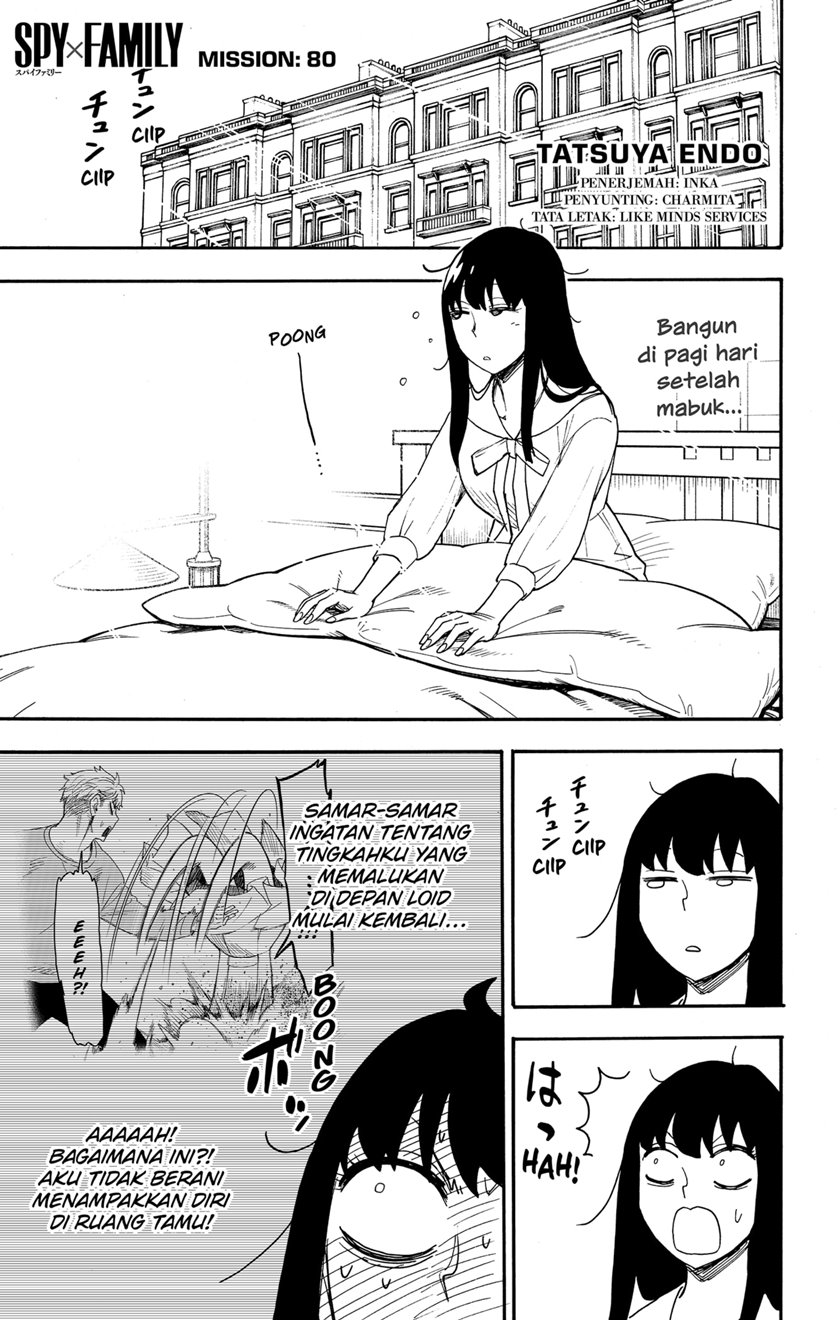 SPY×FAMILY
スパイファミリー
MISSION: 80
チュン
CIIP
チュン
CIIP
TATSUYA ENDO
PENERJEMAH: INKA
PENYUNTING: CHARMITA
TATA LETAK: LIKE MINDS SERVICES
Bangun
di pagi hari
setelah
mabuk...
POONG
チュン
CIIP
チュン
CIIP
はっ
HAH!
SAMAR-SAMAR
INGATAN TENTANG
TINGKAHKU YANG
MEMALUKAN
DI DEPAN LOID
MULAI KEMBALI...
EEEH?!
BOONG
ボッ
AAAAAH!
BAGAIMANA INI?!
AKU TIDAK BERANI
MENAMPAKKAN DIRI
DI RUANG TAMU!